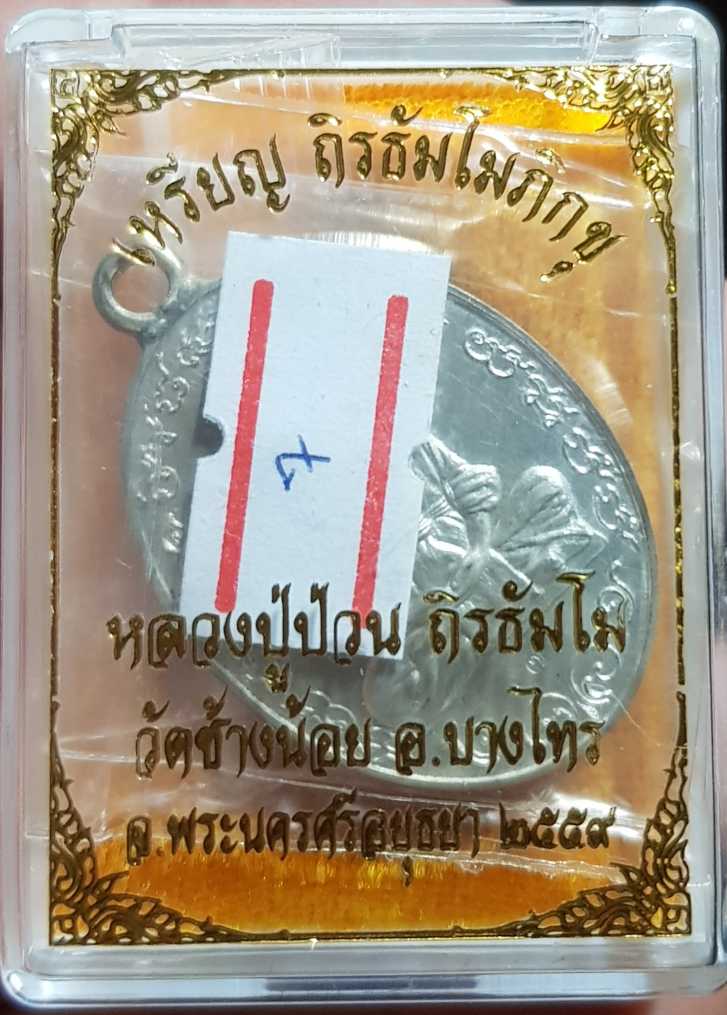 เหรียญ ถิรธัมโมภิกขุ
หลวงปู่ป่วน ถิรธัมโม
วัดช้างน้อย อ.บางไทร
จ.พระนครศรีอยุธยา ๒๕๕๙